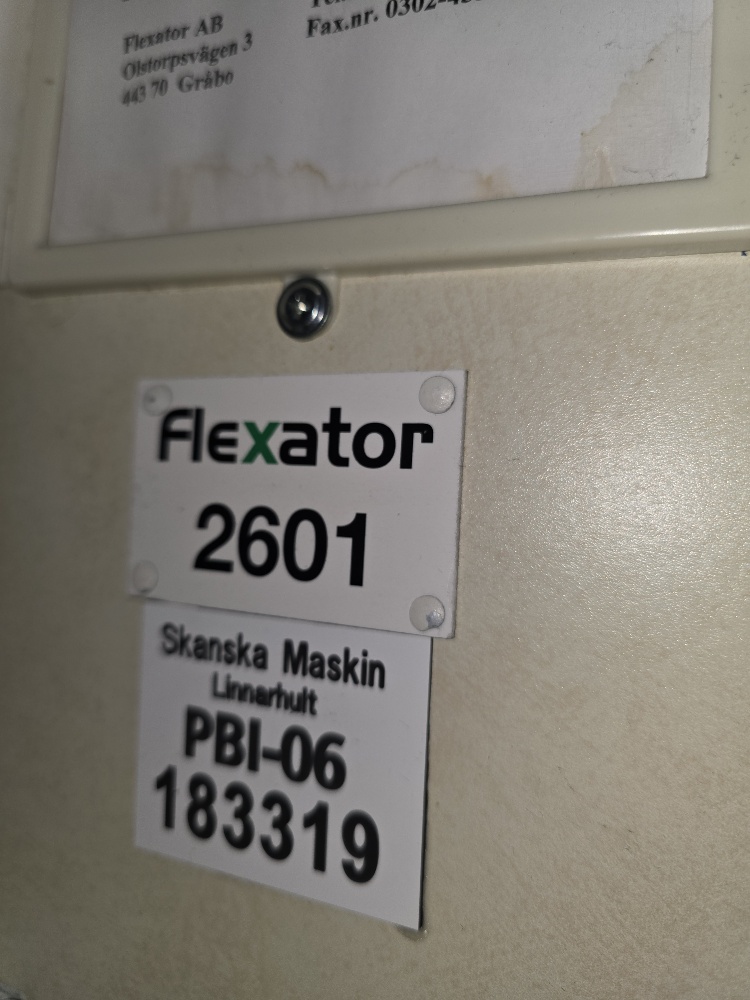 Flexator AB
Olstorpsvägen 3
443 70 Gråbo
Fax.nr. 0302-
Flexator
2601
Skanska Maskin
Linnarhult
PBI-06
183319